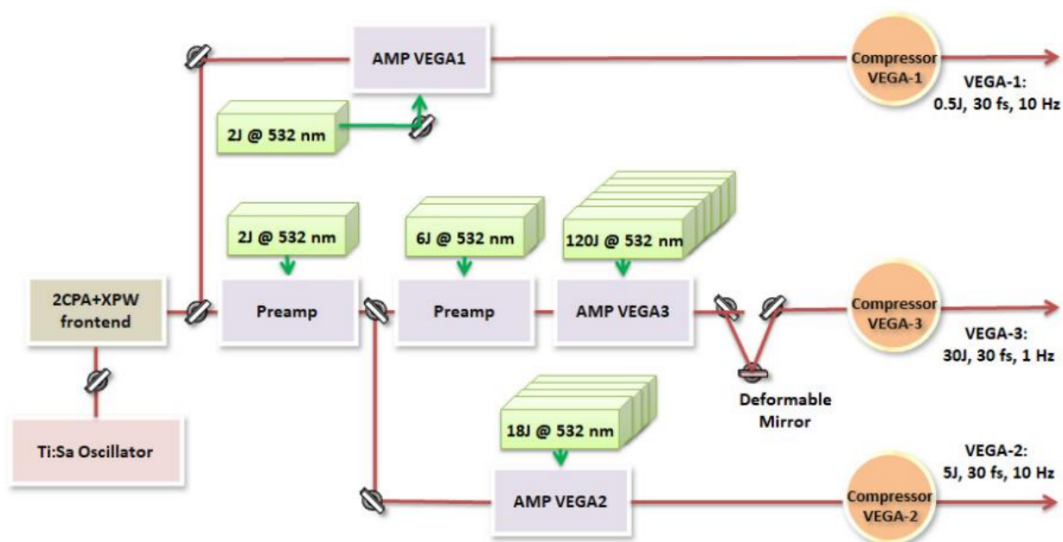 AMP VEGA1
Compressor
VEGA-1
VEGA-1:
0.5J, 30 fs, 10 Hz
2J @ 532 nm
2J @ 532 nm
6J @ 532 nm
120J @ 532 nm
2CPA+XPW
frontend
Preamp
Preamp
AMP VEGA3
Compressor
VEGA-3
VEGA-3:
30J, 30 fs, 1 Hz
Deformable
Mirror
Ti:Sa Oscillator
18J @ 532 nm
AMP VEGA2
Compressor
VEGA-2
VEGA-2:
5J, 30 fs, 10 Hz